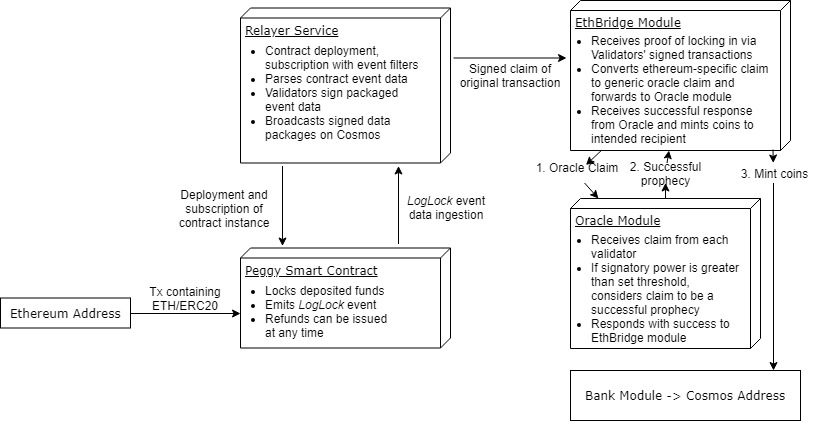 Relayer Service
Contract deployment,
subscription with event filters
Parses contract event data
Validators sign packaged
event data
Broadcasts signed data
packages on Cosmos
Signed claim of
original transaction
EthBridge Module
Receives proof of locking in via
Validators' signed transactions
Converts ethereum-specific claim
to generic oracle claim and
forwards to Oracle module
Receives successful response
from Oracle and mints coins to
intended recipient
1. Oracle Claim
2. Successful
prophecy
3. Mint coins
Deployment and
subscription of
contract instance
LogLock event
data ingestion
Oracle Module
Receives claim from each
validator
If signatory power is greater
than set threshold,
considers claim to be a
successful prophecy
Responds with success to
EthBridge module
Ethereum Address
Tx containing
ETH/ERC20
Peggy Smart Contract
Locks deposited funds
Emits LogLock event
Refunds can be issued
at any time
Bank Module -> Cosmos Address